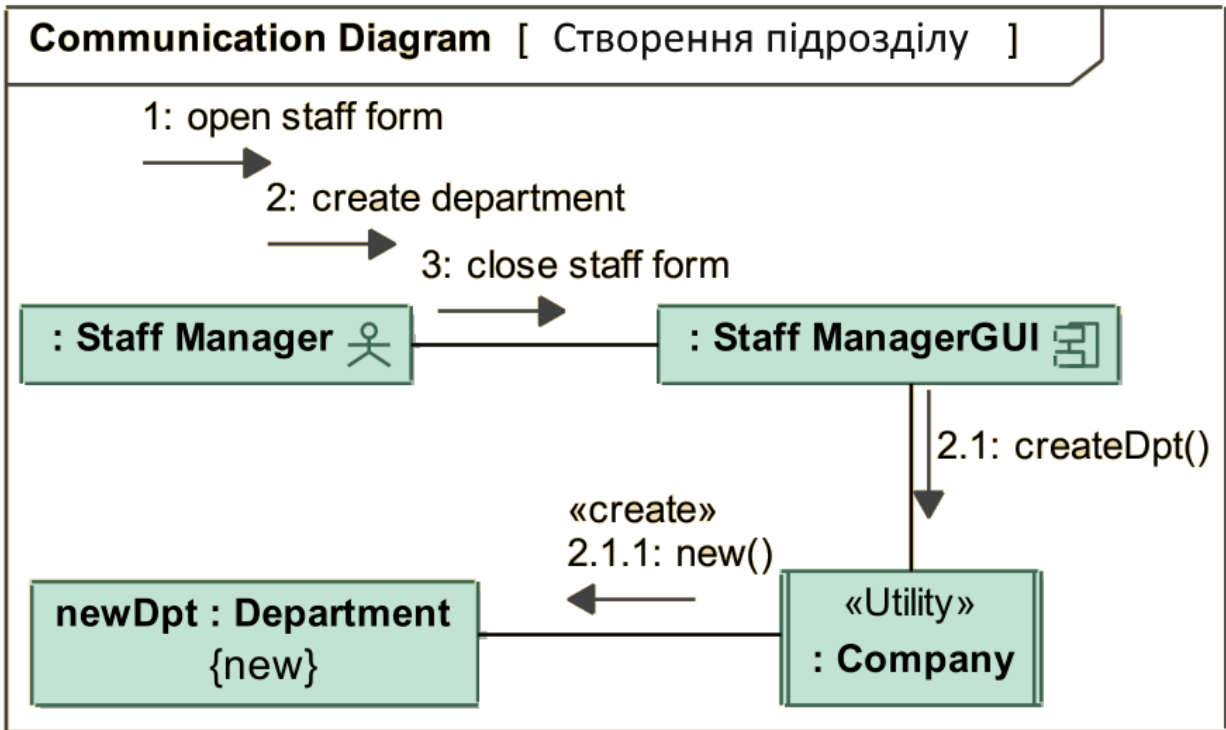 Communication Diagram [ Створення підрозділу ]
1: open staff form
2: create department
3: close staff form
: Staff Manager
: Staff ManagerGUI
2.1: createDpt()
«create»
2.1.1: new()
newDpt : Department
{new}
«Utility»
: Company